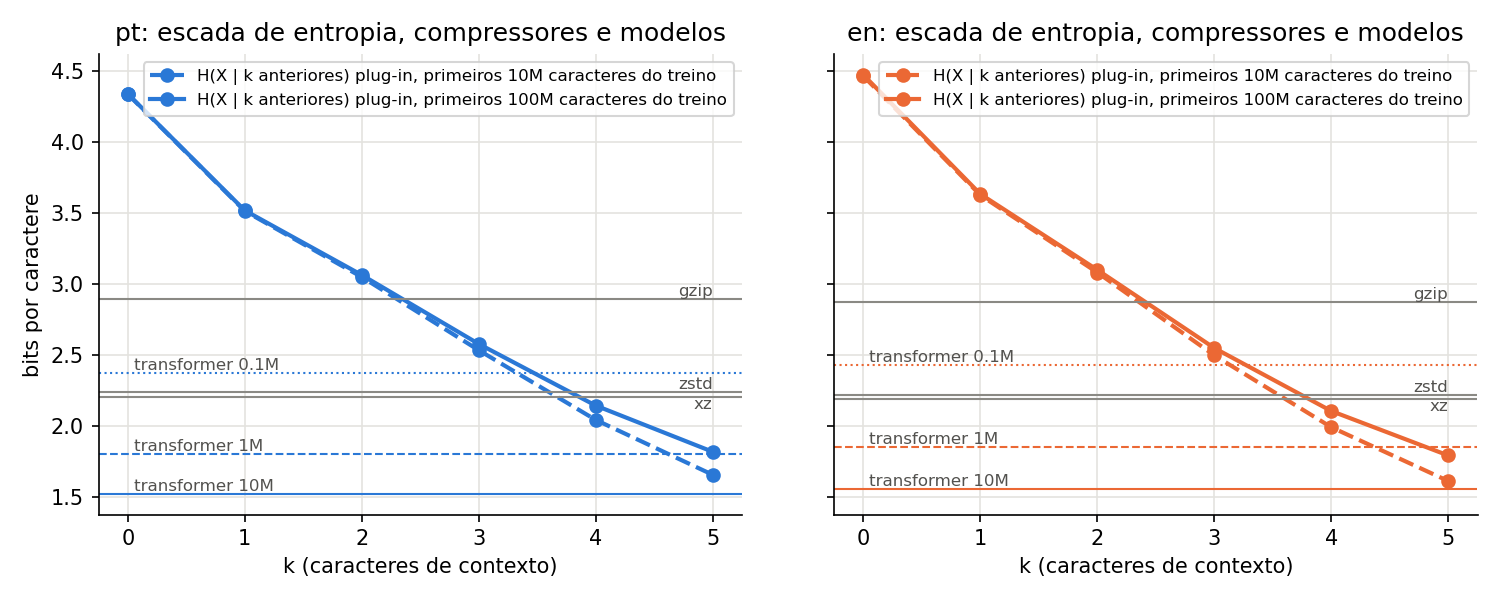 pt: escada de entropia, compressores e modelos
H(X | k anteriores) plug-in, primeiros 10M caracteres do treino
H(X | k anteriores) plug-in, primeiros 100M caracteres do treino
bits por caractere
4.5
4.0
3.5
3.0
2.5
2.0
1.5
gzip
transformer 0.1M
zstd
xz
transformer 1M
transformer 10M
0 1 2 3 4 5
k (caracteres de contexto)
en: escada de entropia, compressores e modelos
H(X | k anteriores) plug-in, primeiros 10M caracteres do treino
H(X | k anteriores) plug-in, primeiros 100M caracteres do treino
gzip
transformer 0.1M
zstd
xz
transformer 1M
transformer 10M
0 1 2 3 4 5
k (caracteres de contexto)